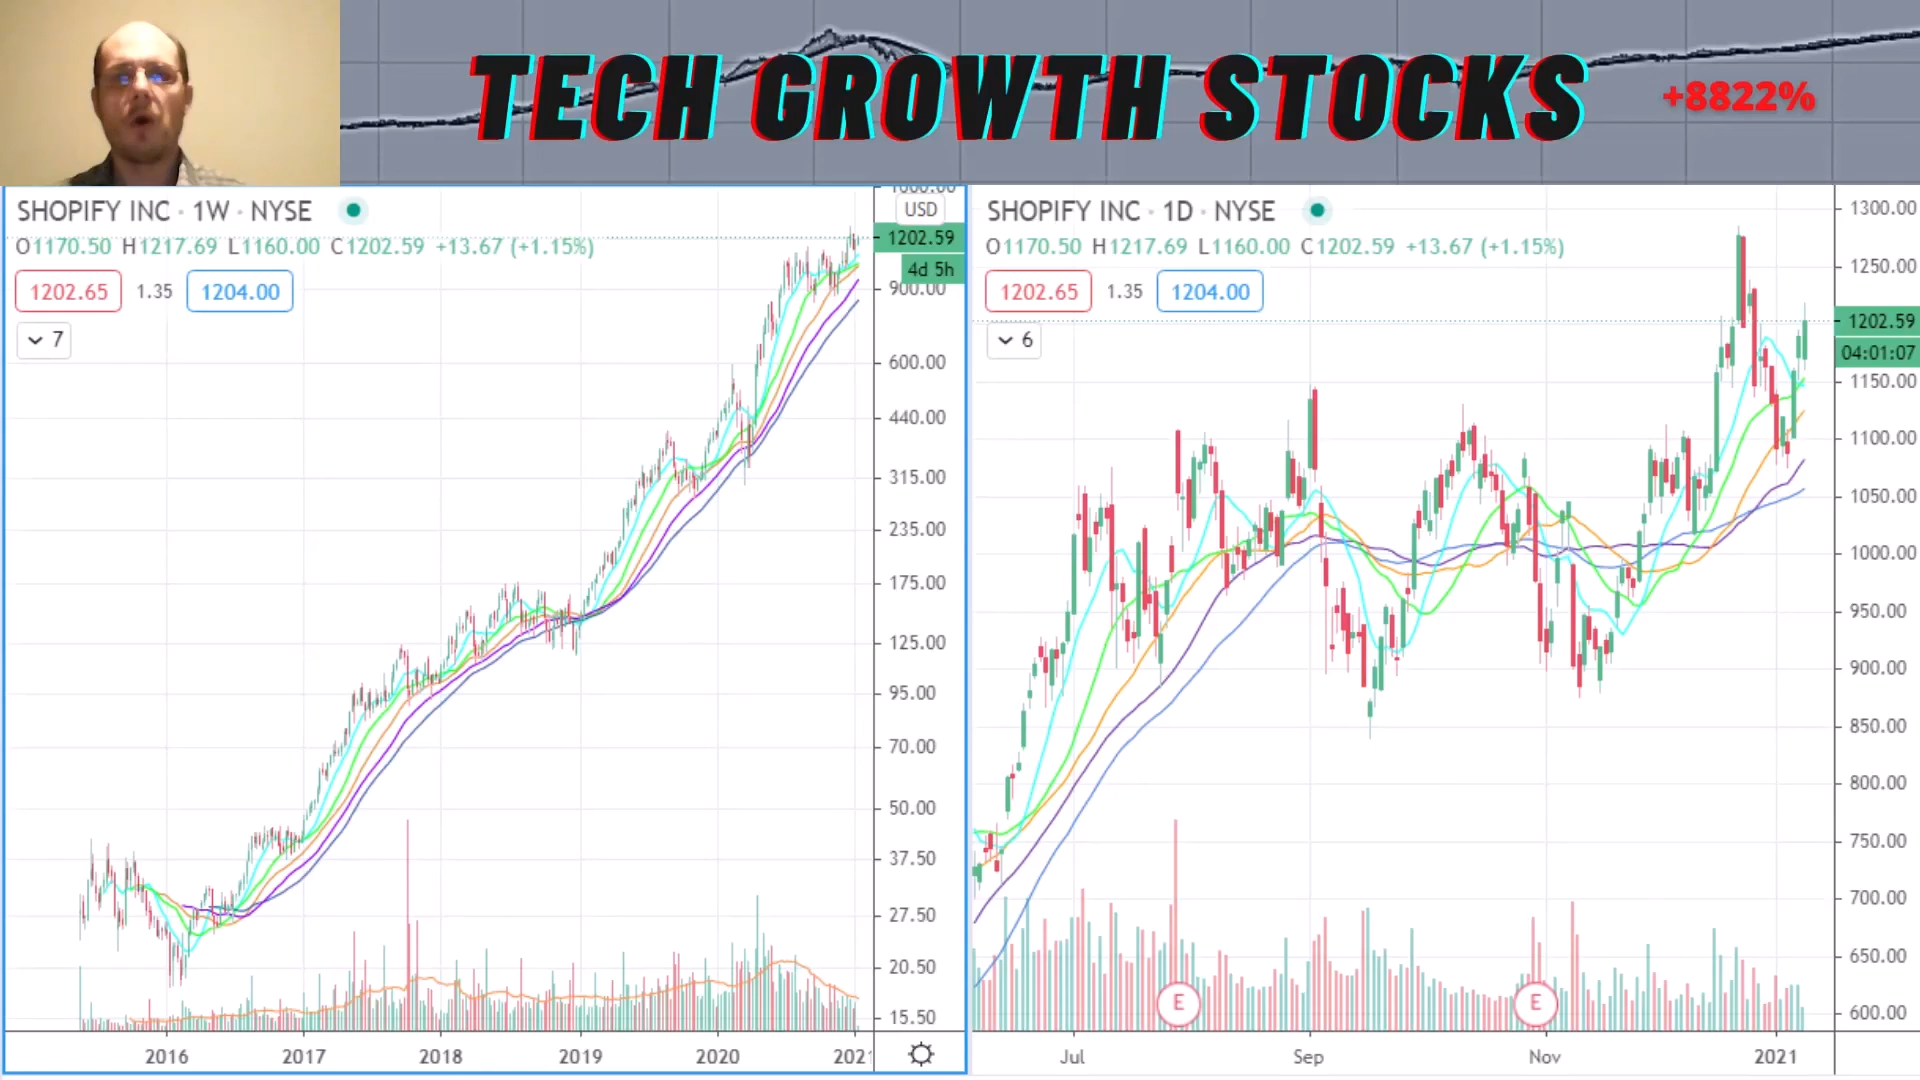 TECH GROWTH STOCKS
+8822%
SHOPIFY INC · 1W · NYSE
O1170.50 H1217.69 L1160.00 C1202.59 +13.67 (+1.15%)
1202.65 1.35 1204.00
7
USD
1202.59
4d 5h
900.00
600.00
440.00
315.00
235.00
175.00
125.00
95.00
70.00
50.00
37.50
27.50
20.50
15.50
2016 2017 2018 2019 2020
SHOPIFY INC · 1D · NYSE
O1170.50 H1217.69 L1160.00 C1202.59 +13.67 (+1.15%)
1202.65 1.35 1204.00
6
1300.00
1250.00
1202.59
04:01:07
1150.00
1100.00
1050.00
1000.00
950.00
900.00
850.00
800.00
750.00
700.00
650.00
600.00
E E
Jul Sep Nov 2021